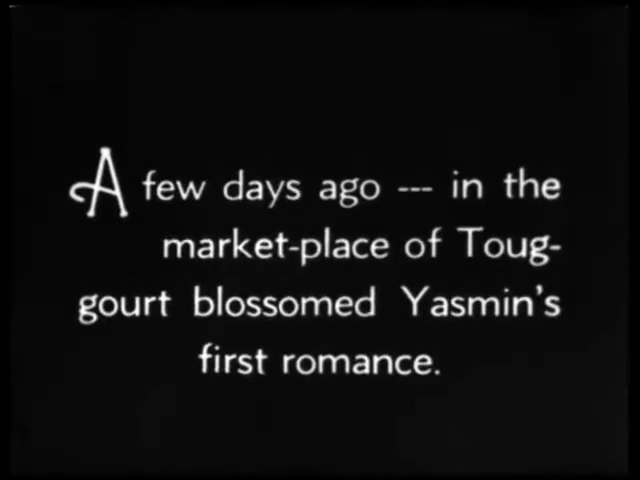 A few days ago --- in the
market-place of Toug-
gourt blossomed Yasmin's
first romance.